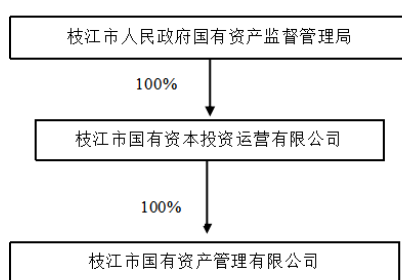 枝江市人民政府国有资产监督管理局
100%
枝江市国有资本投资运营有限公司
100%
枝江市国有资产管理有限公司